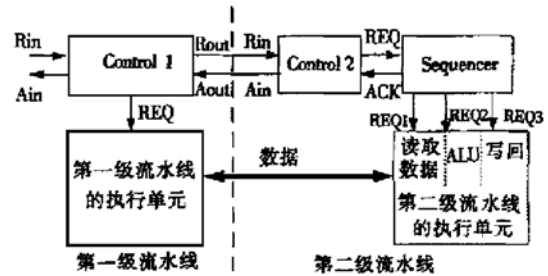 Rin
Rout
Rin
REQ
Control 1
Control 2
Sequencer
Ain
Aout
Ain
ACK
REQ
REQ1
REQ2
REQ3
第一级流水线
的执行单元
数据
读取
数据
ALU
写回
第二级流水线
的执行单元
第一级流水线
第二级流水线